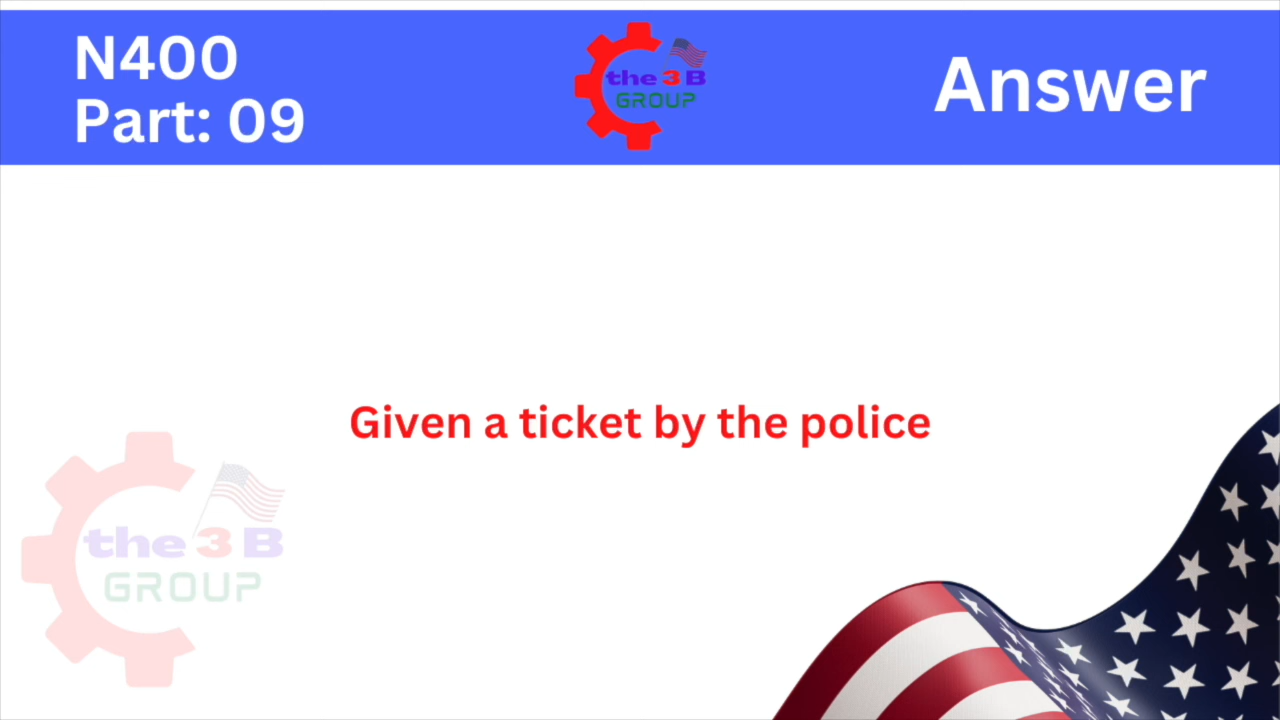 N400
Part: 09
the 3 B
GROUP
Answer
Given a ticket by the police
the 3 B
GROUP